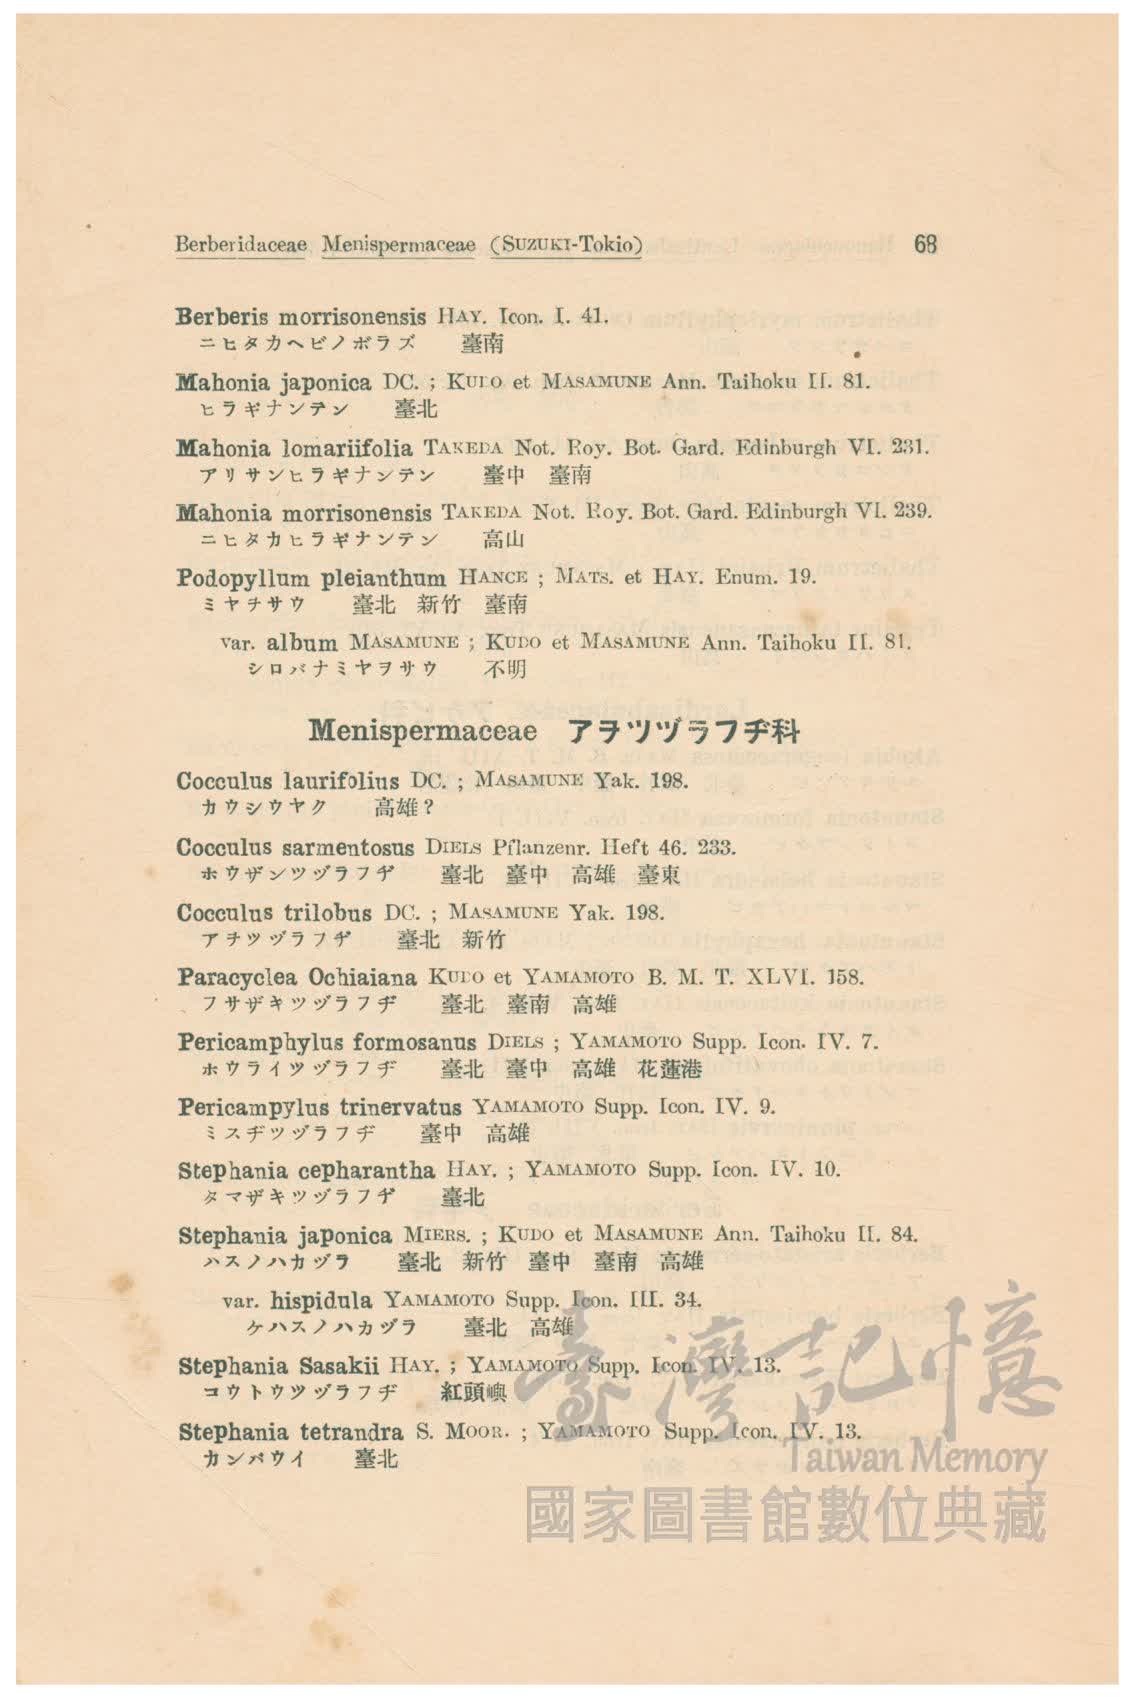 Berberidaceae Menispermaceae (SUZUKI-Tokio) 68
Berberis morrisonensis HAY. Icon. I. 41.
ニヒタカヘビノボラズ 臺南
Mahonia japonica DC. ; KUDO et MASAMUNE Ann. Taihoku II. 81.
ヒラギナンテン 臺北
Mahonia lomariifolia TAKEDA Not. Roy. Bot. Gard. Edinburgh VI. 231.
アリサンヒラギナンテン 臺中 臺南
Mahonia morrisonensis TAKEDA Not. Roy. Bot. Gard. Edinburgh VI. 239.
ニヒタカヒラギナンテン 高山
Podopyllum pleianthum HANCE ; MATS. et HAY. Enum. 19.
ミヤチサウ 臺北 新竹 臺南
var. album MASAMUNE ; KUDO et MASAMUNE Ann. Taihoku II. 81.
シロバナミヤヲサウ 不明
Menispermaceae アヲツヅラフヂ科
Cocculus laurifolius DC. ; MASAMUNE Yak. 198.
カウシウヤク 高雄?
Cocculus sarmentosus DIELS Pflanzenr. Heft 46. 233.
ホウザンツヅラフヂ 臺北 臺中 高雄 臺東
Cocculus trilobus DC. ; MASAMUNE Yak. 198.
アチツヅラフヂ 臺北 新竹
Paracyclea Ochiaiana KUDO et YAMAMOTO B. M. T. XLVI. 158.
フサザキツヅラフヂ 臺北 臺南 高雄
Pericamphylus formosanus DIELS ; YAMAMOTO Supp. Icon. IV. 7.
ホウライツヅラフヂ 臺北 臺中 高雄 花蓮港
Pericampylus trinervatus YAMAMOTO Supp. Icon. IV. 9.
ミスヂツヅラフヂ 臺中 高雄
Stephania cepharantha HAY. ; YAMAMOTO Supp. Icon. IV. 10.
タマザキツヅラフヂ 臺北
Stephania japonica MIERS. ; KUDO et MASAMUNE Ann. Taihoku II. 84.
ハスノハカヅラ 臺北 新竹 臺中 臺南 高雄
var. hispidula YAMAMOTO Supp. Icon. III. 34.
ケハスノハカヅラ 臺北 高雄
Stephania Sasakii HAY. ; YAMAMOTO Supp. Icon. IV. 13.
コウトウツヅラフヂ 紅頭嶼
Stephania tetrandra S. MOOR. ; YAMAMOTO Supp. Icon. IV. 13.
カンバウイ 臺北
臺灣記憶
Taiwan Memory
國家圖書館數位典藏